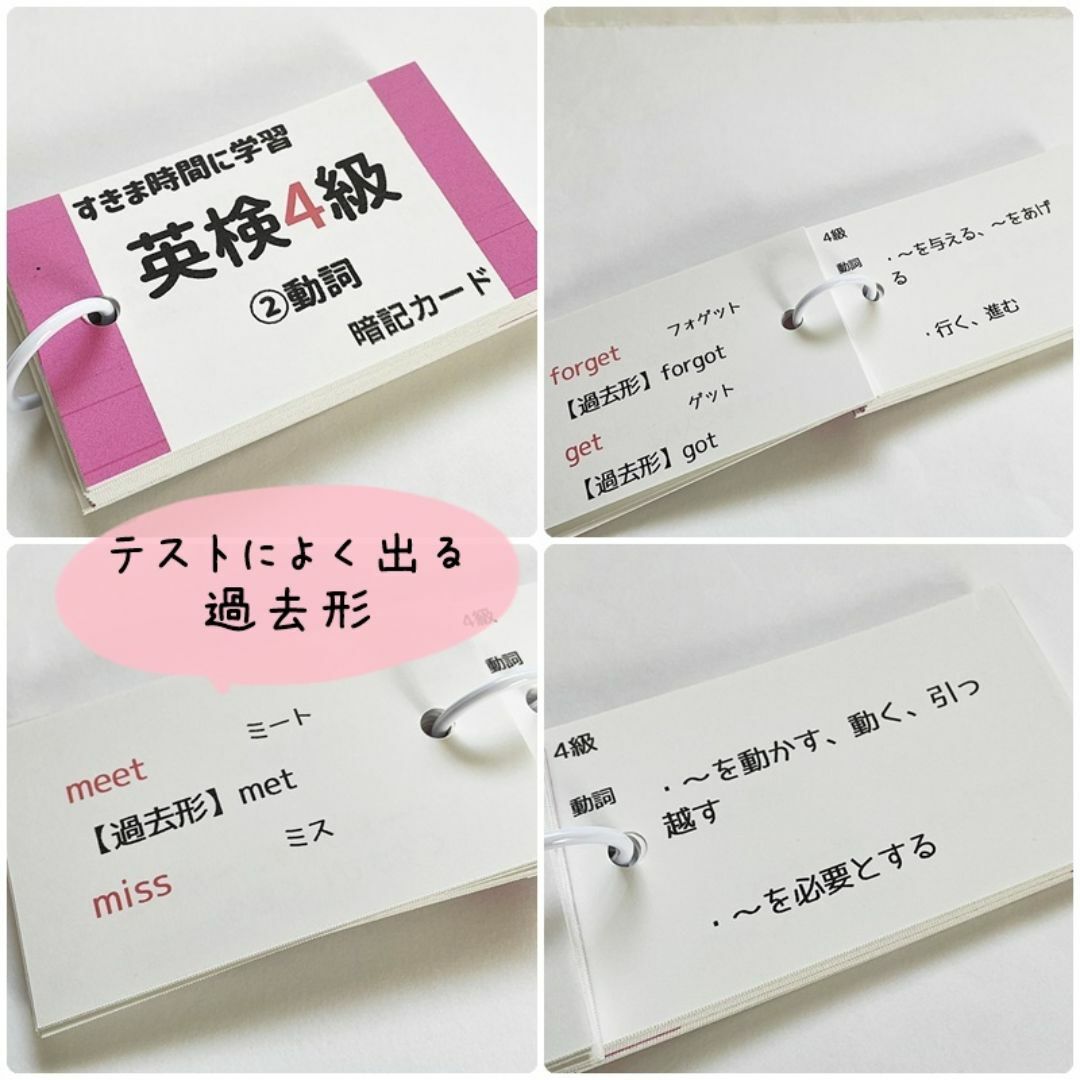 すきま時間に学習
英検4級
②動詞
暗記カード
フォゲット
forget
【過去形】forgot
ゲット
get
【過去形】got
4級
動詞
・～を与える、～をあげ
る
・行く、進む
テストによく出る
過去形
4級
動詞
ミート
meet
【過去形】met
ミス
miss
4級
動詞
・～を動かす、動く、引っ
越す
・～を必要とする